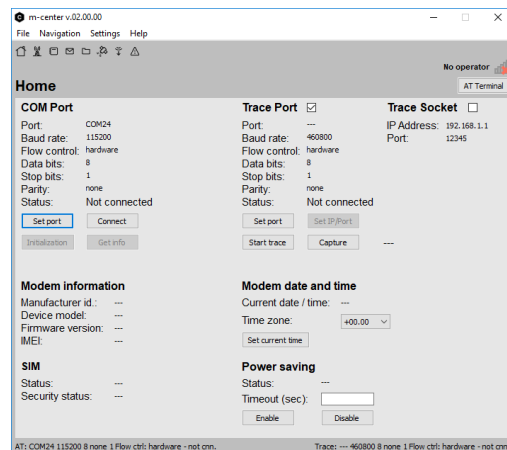 m-center v.02.00.00
File Navigation Settings Help
No operator
Home
AT Terminal
COM Port
Port: COM24
Baud rate: 115200
Flow control: hardware
Data bits: 8
Stop bits: 1
Parity: none
Status: Not connected
Set port Connect
Initialization Get info
Trace Port
Port: ---
Baud rate: 460800
Flow control: hardware
Data bits: 8
Stop bits: 1
Parity: none
Status: Not connected
Set port Set IP/Port
Start trace Capture ---
Trace Socket
IP Address: 192.168.1.1
Port: 12345
Modem information
Manufacturer id.: ---
Device model: ---
Firmware version: ---
IMEI: ---
Modem date and time
Current date / time: ---
Time zone: +00.00
Set current time
SIM
Status: ---
Security status: ---
Power saving
Status: ---
Timeout (sec):
Enable Disable
AT: COM24 115200 8 none 1 Flow ctrl: hardware - not cnn. Trace: --- 460800 8 none 1 Flow ctrl: hardware - not cnn